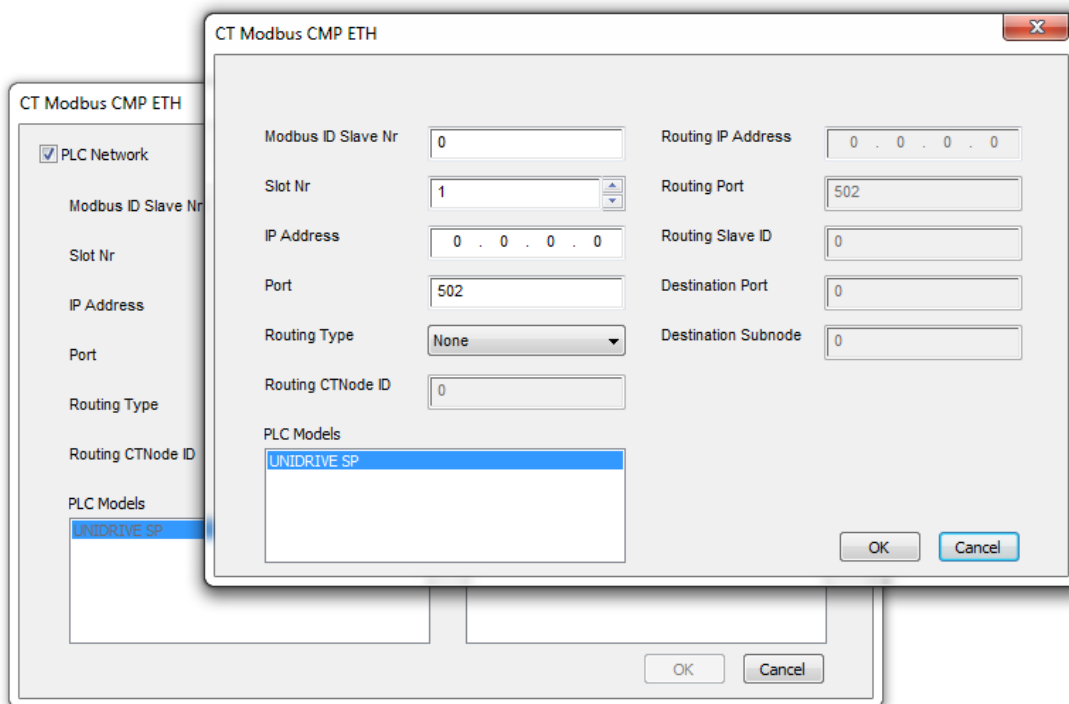 CT Modbus CMP ETH
Modbus ID Slave Nr 0
Slot Nr 1
IP Address 0 . 0 . 0 . 0
Port 502
Routing Type None
Routing CTNode ID 0
PLC Models
UNIDRIVE SP
Routing IP Address 0 . 0 . 0 . 0
Routing Port 502
Routing Slave ID 0
Destination Port 0
Destination Subnode 0
OK Cancel
CT Modbus CMP ETH
PLC Network
Modbus ID Slave Nr
Slot Nr
IP Address
Port
Routing Type
Routing CTNode ID
PLC Models
UNIDRIVE SP
OK Cancel